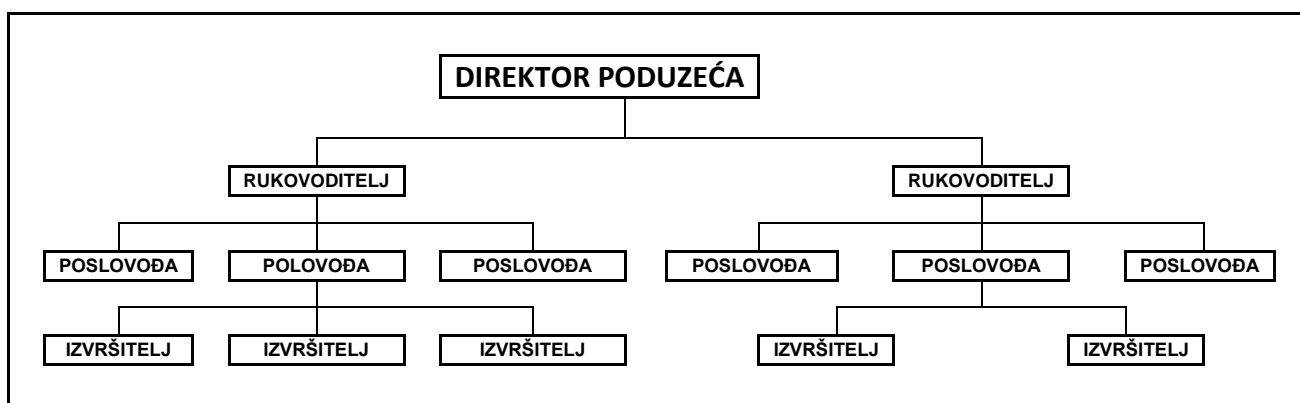 DIREKTOR PODUZEĆA
RUKOVODITELJ RUKOVODITELJ
POSLOVOĐA POLOVOĐA POSLOVOĐA POSLOVOĐA POSLOVOĐA POSLOVOĐA
IZVRŠITELJ IZVRŠITELJ IZVRŠITELJ IZVRŠITELJ IZVRŠITELJ